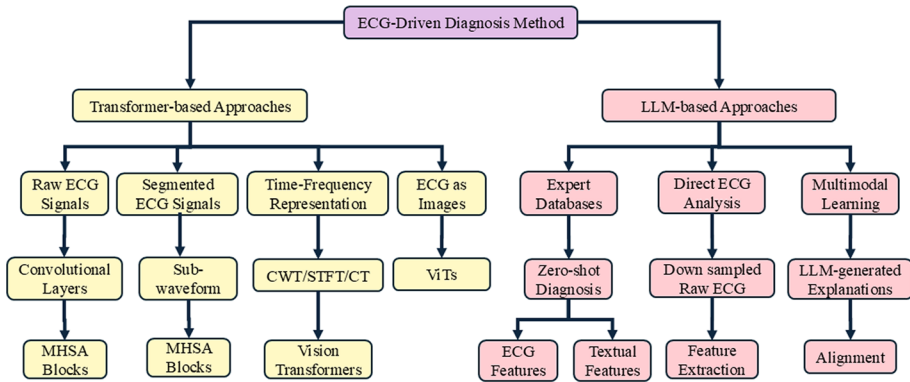 ECG-Driven Diagnosis Method
Transformer-based Approaches
LLM-based Approaches
Raw ECG
Signals
Segmented
ECG Signals
Time-Frequency
Representation
ECG as
Images
Expert
Databases
Direct ECG
Analysis
Multimodal
Learning
Convolutional
Layers
Sub-
waveform
CWT/STFT/CT
ViTs
Zero-shot
Diagnosis
Down sampled
Raw ECG
LLM-generated
Explanations
MHSA
Blocks
MHSA
Blocks
Vision
Transformers
ECG
Features
Textual
Features
Feature
Extraction
Alignment